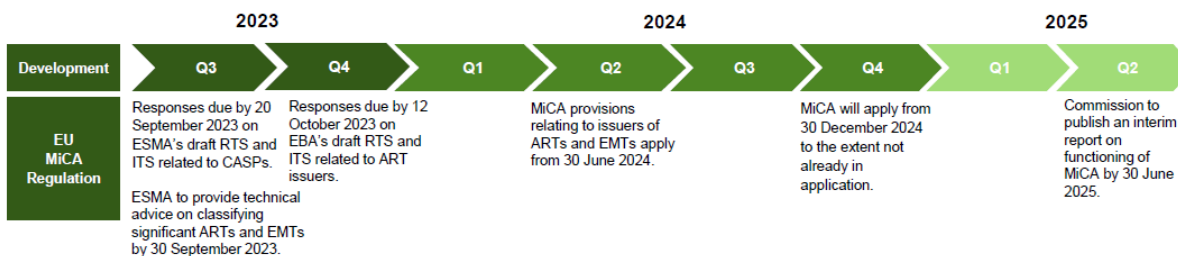 2023
2024
2025
Development
Q3
Q4
Q1
Q2
Q3
Q4
Q1
Q2
EU
MiCA
Regulation
Responses due by 20
September 2023 on
ESMA's draft RTS and
ITS related to CASPs.
ESMA to provide technical
advice on classifying
significant ARTs and EMTs
by 30 September 2023.
Responses due by 12
October 2023 on
EBA's draft RTS and
ITS related to ART
issuers.
MiCA provisions
relating to issuers of
ARTs and EMTs apply
from 30 June 2024.
MiCA will apply from
30 December 2024
to the extent not
already in
application.
Commission to
publish an interim
report on
functioning of
MiCA by 30 June
2025.